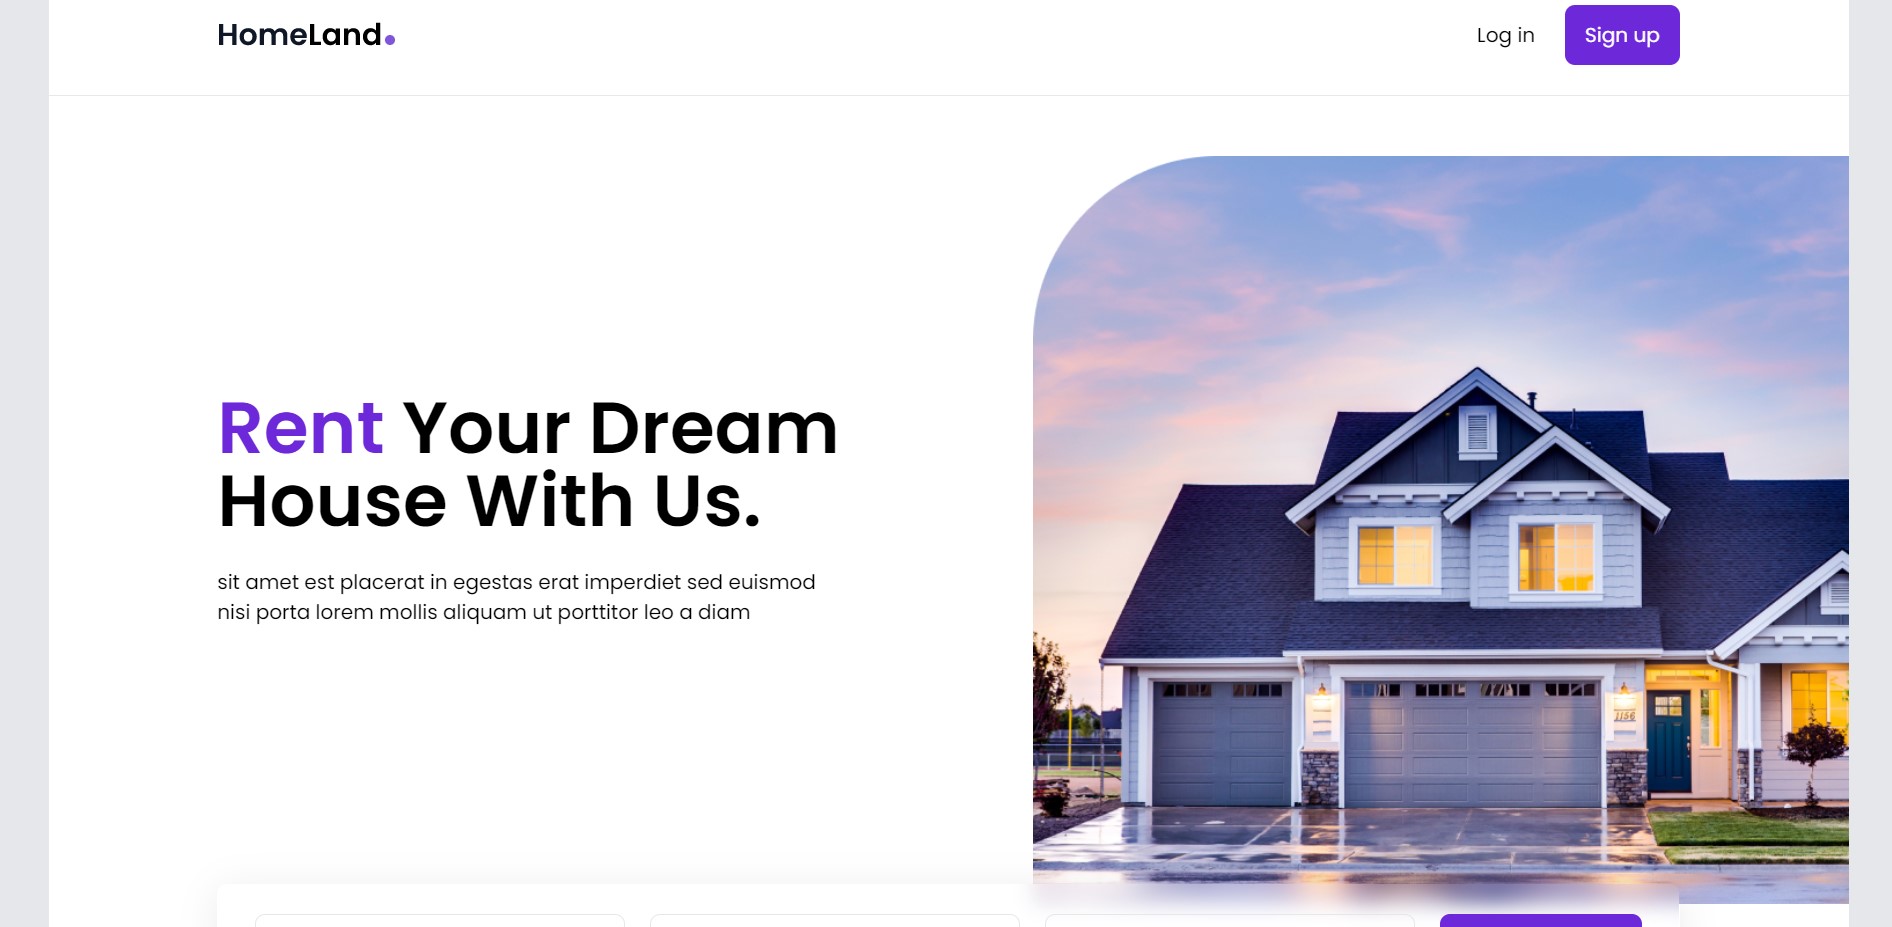 HomeLand
Log in
Sign up
Rent Your Dream
House With Us.
sit amet est placerat in egestas erat imperdiet sed euismod
nisi porta lorem mollis aliquam ut porttitor leo a diam
1156